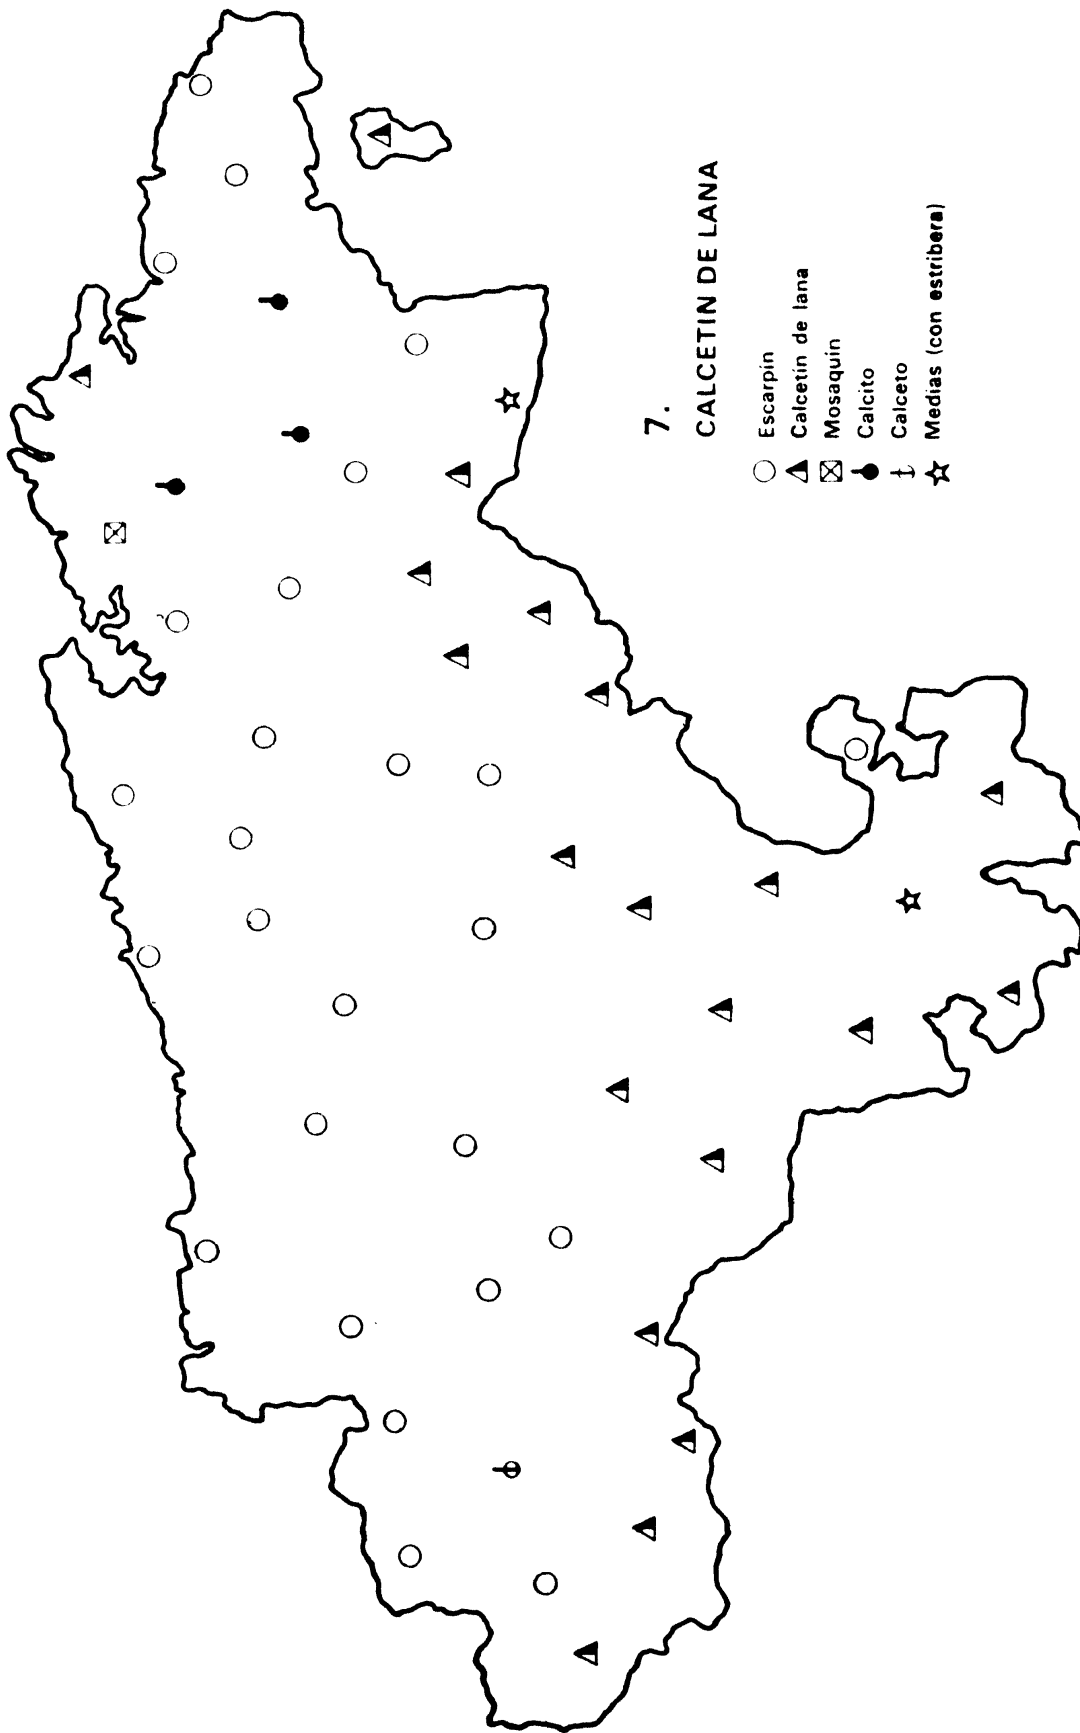 7.
CALCETIN DE LANA
Escarpín
Calcetín de lana
Mosaquín
Calcito
Calceto
Medias (con estribera)